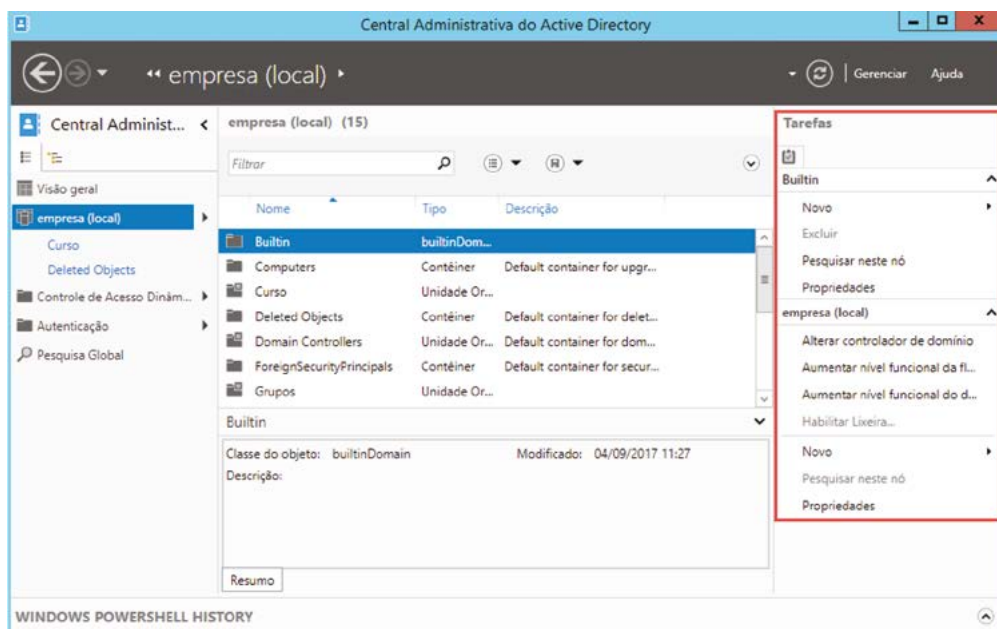 Central Administrativa do Active Directory
empresa (local)
Gerenciar Ajuda
Central Administ...
Visão geral
empresa (local)
Curso
Deleted Objects
Controle de Acesso Dinâm...
Autenticação
Pesquisa Global
empresa (local) (15)
Filtrar
Nome Tipo Descrição
Builtin builtinDom...
Computers Contêiner Default container for upgr...
Curso Unidade Or...
Deleted Objects Contêiner Default container for delet...
Domain Controllers Unidade Or... Default container for dom...
ForeignSecurityPrincipals Contêiner Default container for secur...
Grupos Unidade Or...
Builtin
Classe do objeto: builtinDomain Modificado: 04/09/2017 11:27
Descrição:
Resumo
Tarefas
Builtin
Novo
Excluir
Pesquisar neste nó
Propriedades
empresa (local)
Alterar controlador de domínio
Aumentar nível funcional da fl...
Aumentar nível funcional do d...
Habilitar Lixeira...
Novo
Pesquisar neste nó
Propriedades
WINDOWS POWERSHELL HISTORY